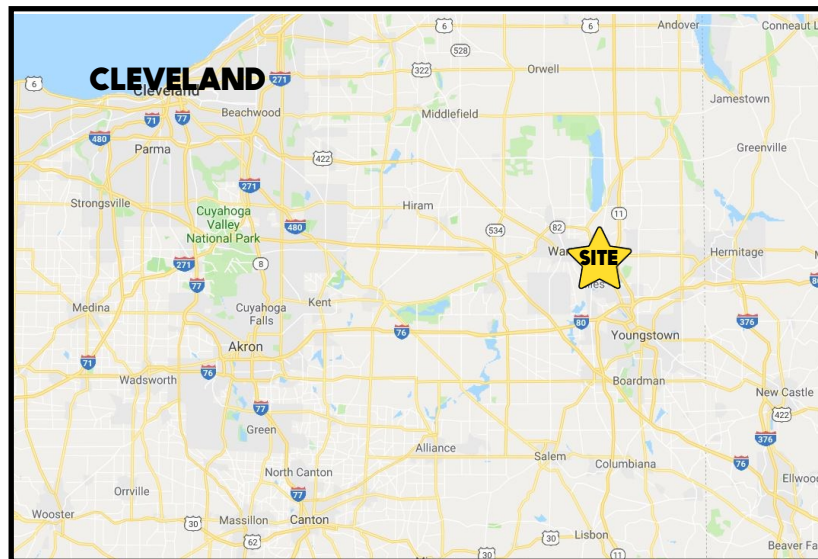 6
6
Andover
Conneaut L
528
322
Orwell
CLEVELAND
Cleveland
271
6
Jamestown
Beachwood
Middlefield
71
77
480
Parma
422
Greenville
271
Strongsville
Cuyahoga
Valley
National Park
Hiram
11
480
534
82
SITE
Hermitage
271
8
77
80
Medina
Cuyahoga
Falls
Kent
76
80
376
Youngstown
Akron
71
76
Wadsworth
Boardman
77
New Castle
422
Green
376
Alliance
Salem
Columbiana
76
North Canton
Ellwoo
Orrville
77
Wooster
30
Massillon
Canton
30
Lisbon
62
30
11
Beaver Fa